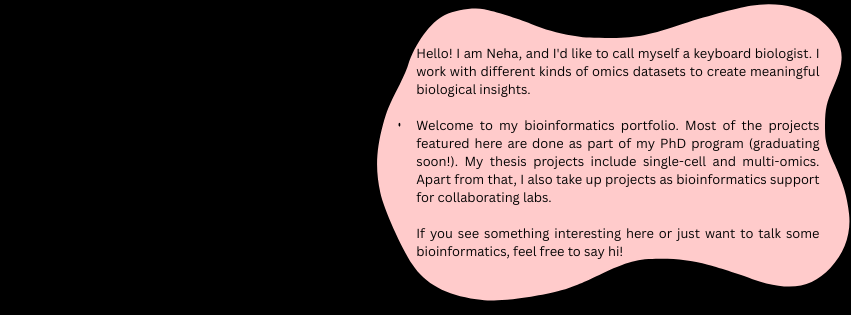 Hello! I am Neha, and I'd like to call myself a keyboard biologist. I
work with different kinds of omics datasets to create meaningful
biological insights.
Welcome to my bioinformatics portfolio. Most of the projects
featured here are done as part of my PhD program (graduating
soon!). My thesis projects include single-cell and multi-omics.
Apart from that, I also take up projects as bioinformatics support
for collaborating labs.
If you see something interesting here or just want to talk some
bioinformatics, feel free to say hi!